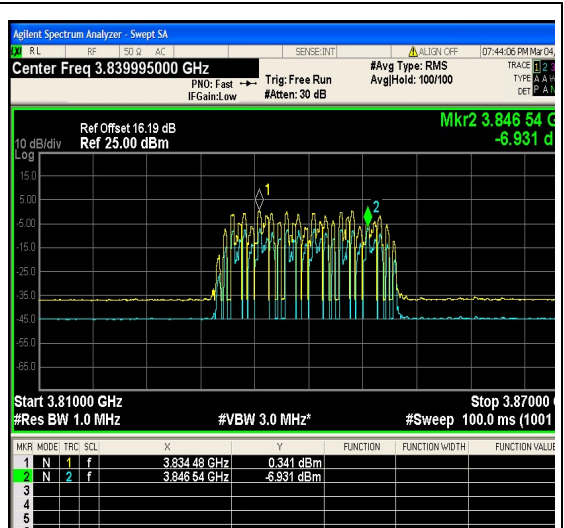 Agilent Spectrum Analyzer - Swept SA
LXI RL RF 50 Ω AC SENSE:INT ALIGN OFF 07:44:06 PM Mar 04,
Center Freq 3.839995000 GHz #Avg Type: RMS TRACE 1 2 3
PNO: Fast Trig: Free Run Avg|Hold: 100/100 TYPE A A
IFGain:Low #Atten: 30 dB DET P A N
Mkr2 3.846 54 G
Ref Offset 16.19 dB
10 dB/div Ref 25.00 dBm -6.931 d
Log
15.0
1
5.00
2
-5.00
-15.0
-25.0
-35.0
-45.0
-55.0
-65.0
Start 3.81000 GHz Stop 3.87000
#Res BW 1.0 MHz #VBW 3.0 MHz* #Sweep 100.0 ms (1001
MKR MODE TRC SCL X Y FUNCTION FUNCTION WIDTH FUNCTION VALUE
1 N 1 f 3.834 48 GHz 0.341 dBm
2 N 2 f 3.846 54 GHz -6.931 dBm
3
4
5